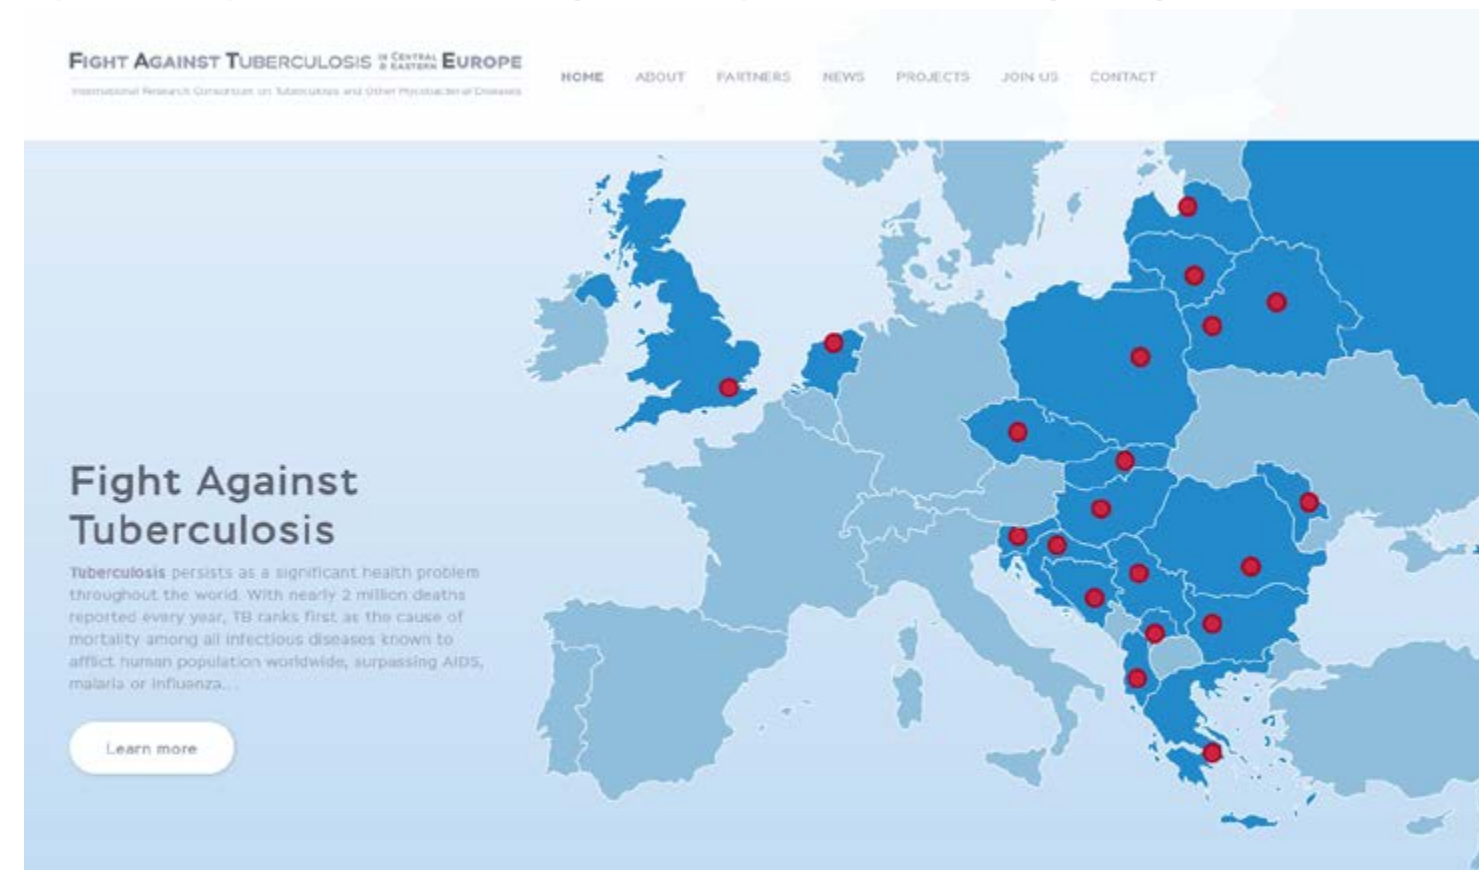 FIGHT AGAINST TUBERCULOSIS IN CENTRAL & EASTERN EUROPE
International Research Consortium on Tuberculosis and Other Mycobacterial Diseases
HOME ABOUT PARTNERS NEWS PROJECTS JOIN US CONTACT
Fight Against
Tuberculosis
Tuberculosis persists as a significant health problem
throughout the world. With nearly 2 million deaths
reported every year, TB ranks first as the cause of
mortality among all infectious diseases known to
afflict human population worldwide, surpassing AIDS,
malaria or influenza...
Learn more